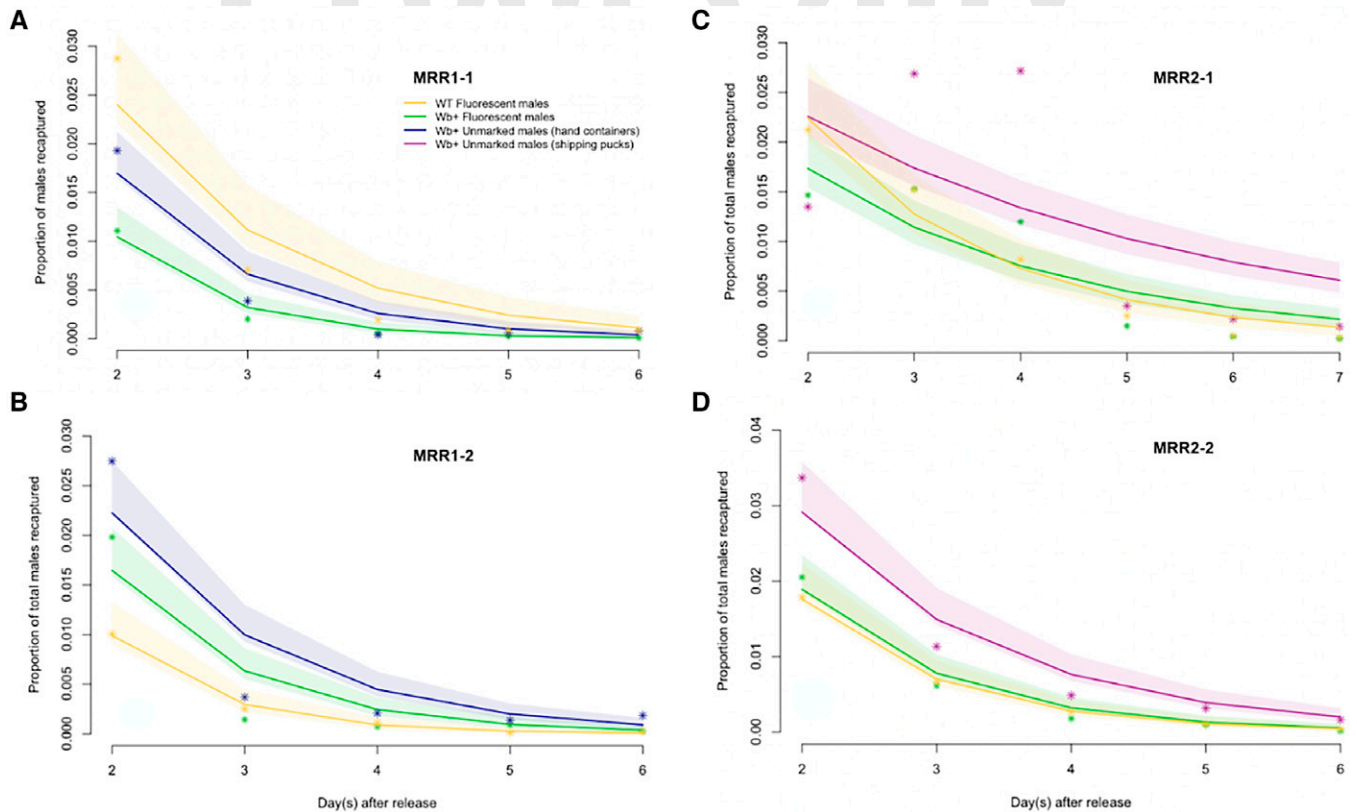 A
Proportion of males recaptured
0.030
0.025
0.020
0.015
0.010
0.005
0.000
MRR1-1
WT Fluorescent males
Wb+ Fluorescent males
Wb+ Unmarked males (hand containers)
Wb+ Unmarked males (shipping pucks)
2 3 4 5 6
B
Proportion of total males recaptured
0.030
0.025
0.020
0.015
0.010
0.005
0.000
MRR1-2
2 3 4 5 6
Day(s) after release
C
Proportion of total males recaptured
0.030
0.025
0.020
0.015
0.010
0.005
0.000
MRR2-1
2 3 4 5 6 7
D
Proportion of total males recaptured
0.04
0.03
0.02
0.01
0.00
MRR2-2
2 3 4 5 6
Day(s) after release